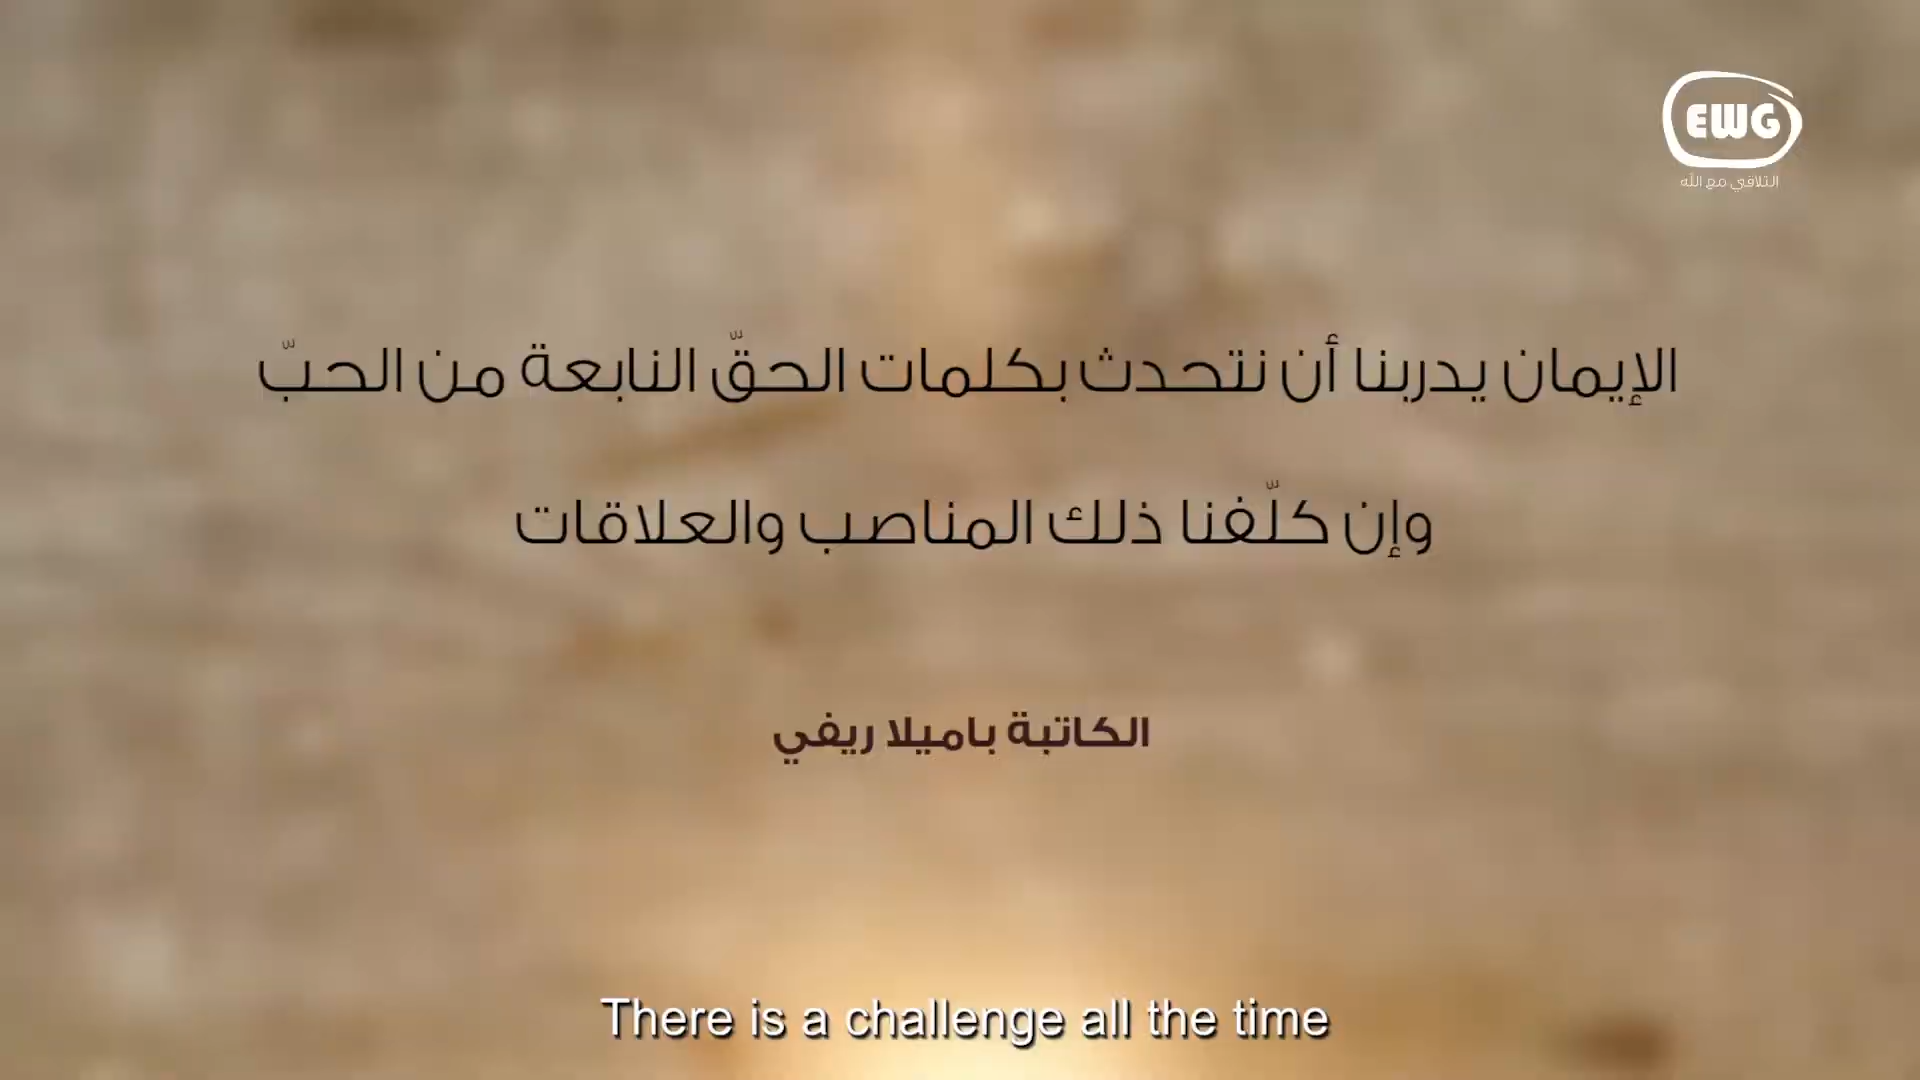 EWG
التلاقي مع الله
الإيمان يدربنا أن نتحدث بكلمات الحقّ النابعة من الحبّ
وإن كلّفنا ذلك المناصب والعلاقات
الكاتبة باميلا ريفي
There is a challenge all the time